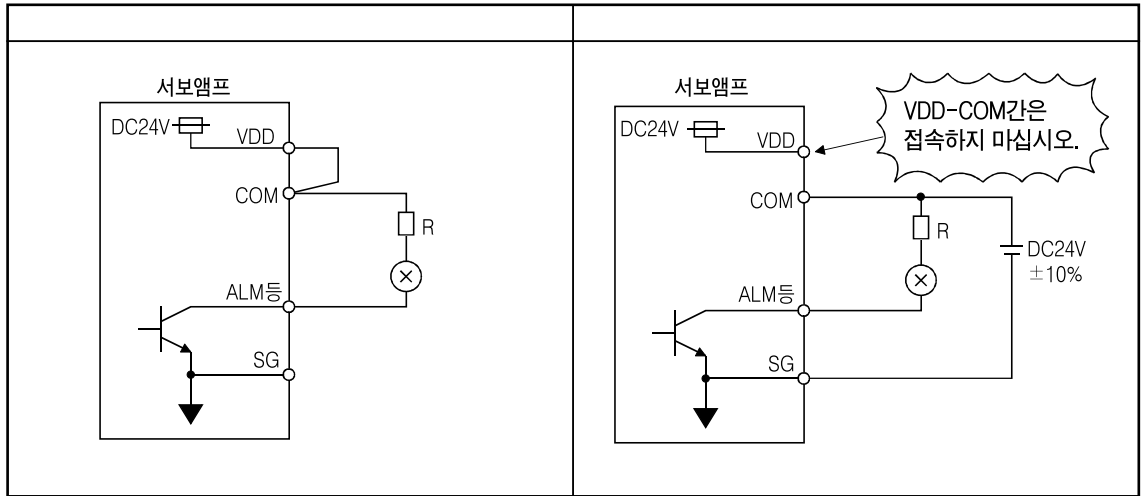 서보앰프
DC24V
VDD
COM
R
ALM등
SG
서보앰프
DC24V
VDD
VDD-COM간은
접속하지 마십시오.
COM
R
DC24V
±10%
ALM등
SG